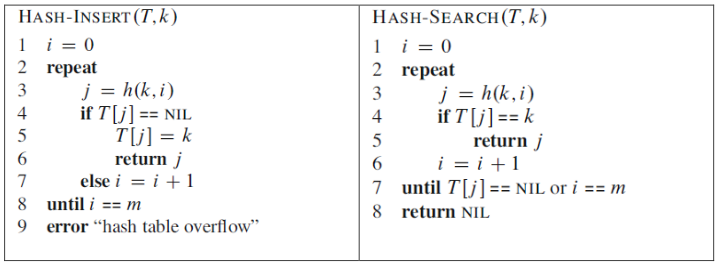 HASH-INSERT(T, k)
1 i = 0
2 repeat
3 j = h(k, i)
4 if T[j] == NIL
5 T[j] = k
6 return j
7 else i = i + 1
8 until i == m
9 error “hash table overflow”
HASH-SEARCH(T, k)
1 i = 0
2 repeat
3 j = h(k, i)
4 if T[j] == k
5 return j
6 i = i + 1
7 until T[j] == NIL or i == m
8 return NIL